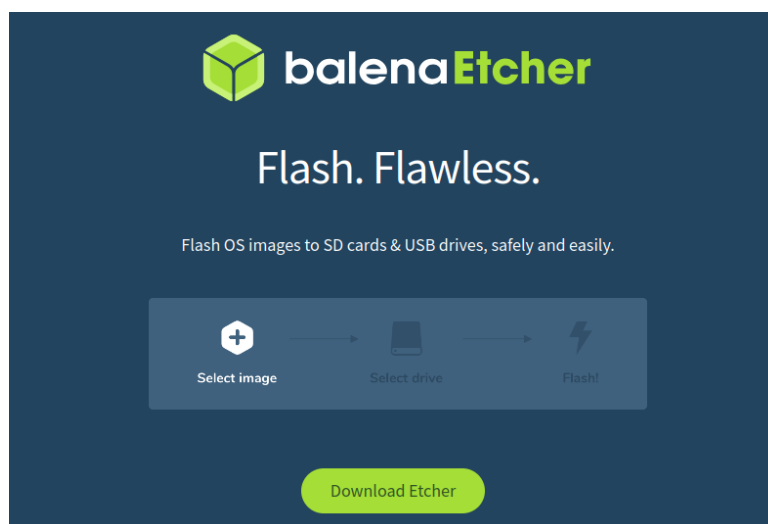 balenaEtcher
Flash. Flawless.
Flash OS images to SD cards & USB drives, safely and easily.
Select image
Select drive
Flash!
Download Etcher